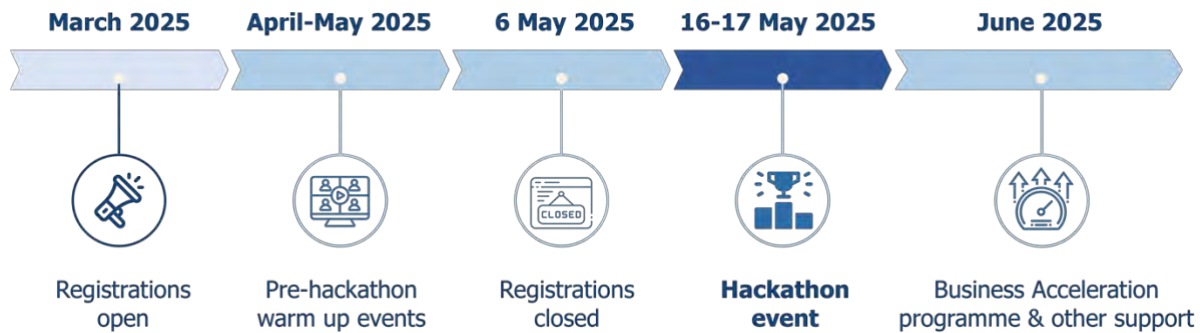 March 2025
April-May 2025
6 May 2025
16-17 May 2025
June 2025
CLOSED
Registrations
open
Pre-hackathon
warm up events
Registrations
closed
Hackathon
event
Business Acceleration
programme & other support